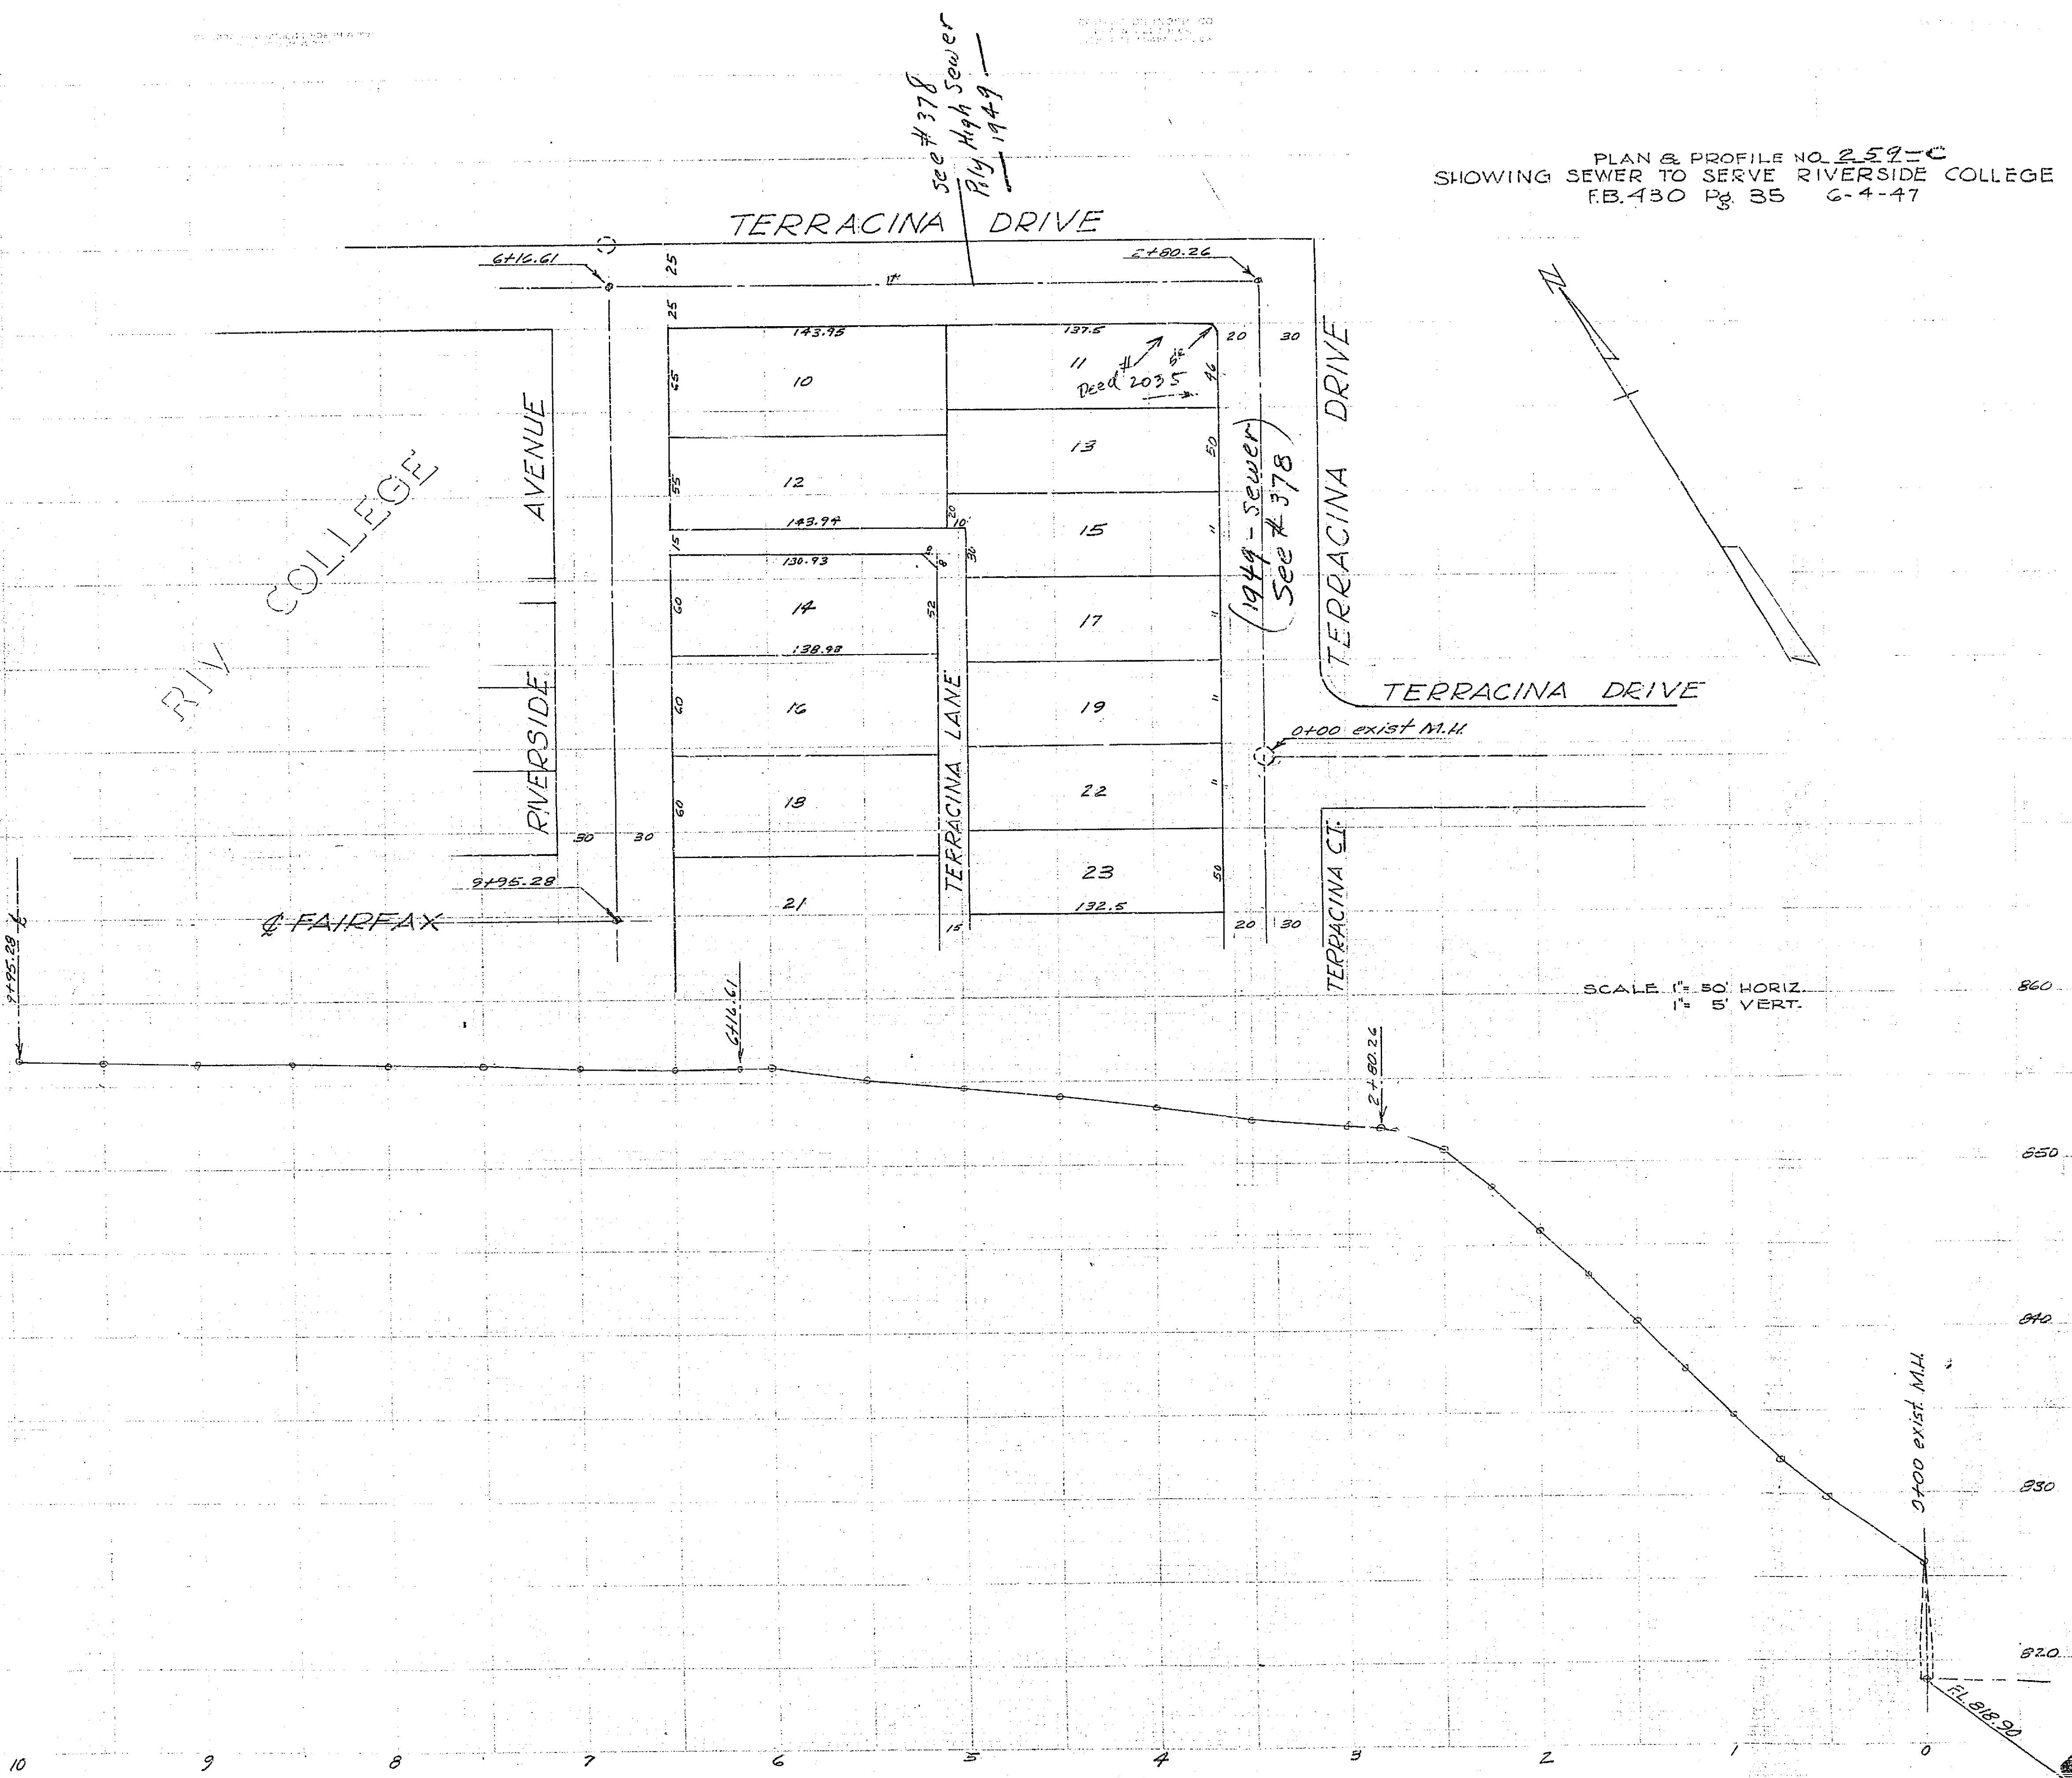 see # 378
Poly High Sewer
1949
PLAN & PROFILE NO. 259-C
SHOWING SEWER TO SERVE RIVERSIDE COLLEGE
F.B. 430 Pg. 35 6-4-47
TERRACINA DRIVE
6+16.61
2+80.26
25
25
143.95
137.5
20
30
10
11
Deed # 2035
55
46
TERRACINA DRIVE
RIV COLLEGE
RIVERSIDE AVENUE
12
13
50
55
143.94
20
10
15
15
"
(1949 - Sewer)
See # 378
130.93
10
8
36
60
14
52
17
"
138.98
TERRACINA DRIVE
60
16
TERRACINA LANE
19
"
0+00 exist M.H.
60
18
22
"
30
30
TERRACINA CT.
9+95.28
23
50
℄ FAIRFAX
21
132.5
15
20
30
9+95.28
6+16.61
2+80.26
SCALE 1"= 50' HORIZ.
1"= 5' VERT.
860
850
840
830
820
0+00 exist. M.H.
F.L. 818.90
10 9 8 7 6 5 4 3 2 1 0